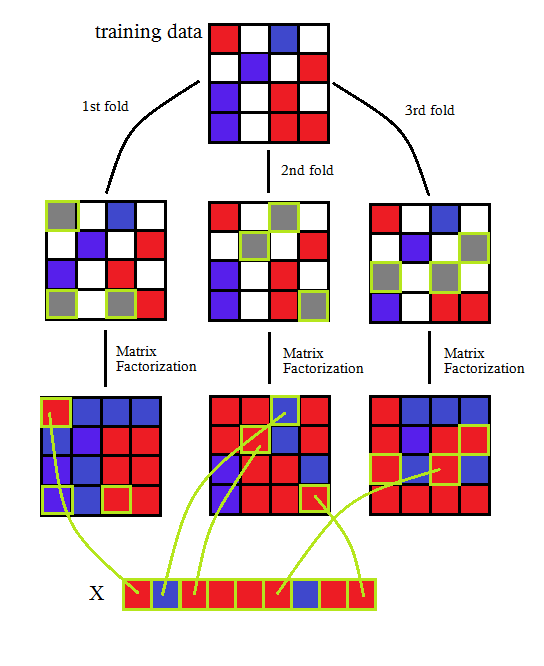 training data
1st fold
3rd fold
2nd fold
Matrix
Factorization
Matrix
Factorization
Matrix
Factorization
X